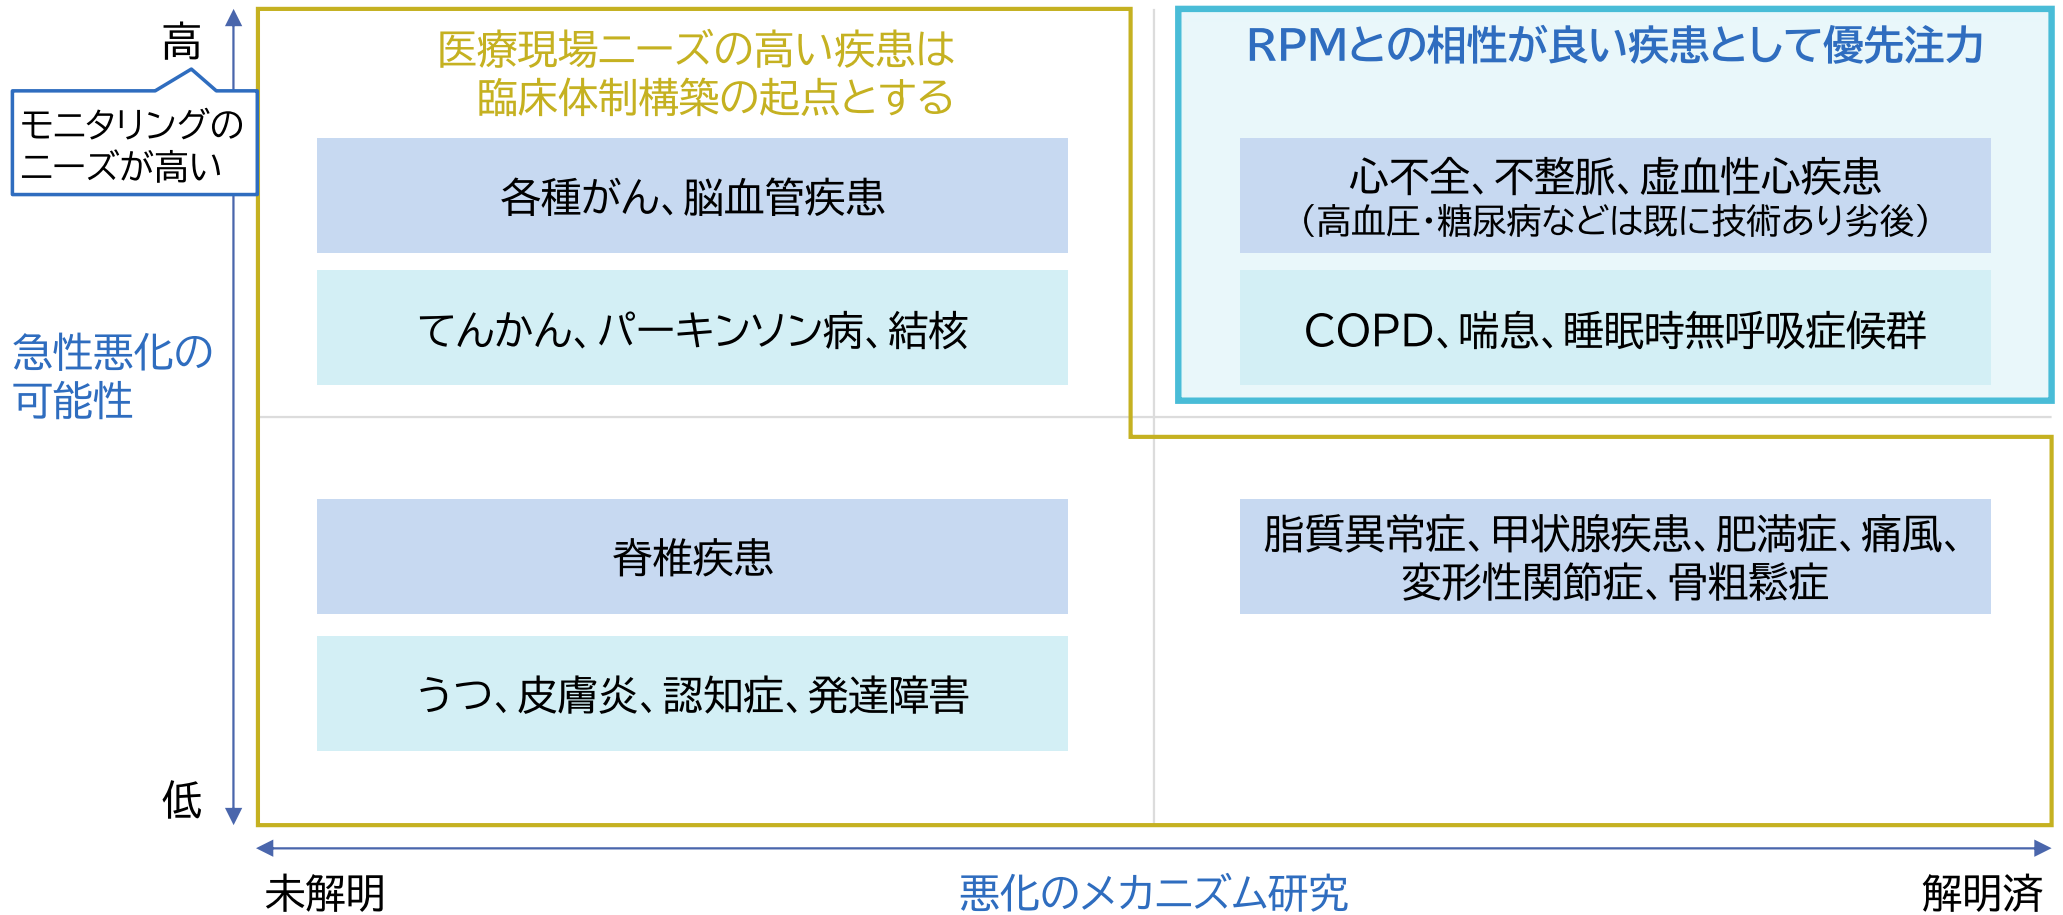 高
モニタリングの
ニーズが高い
急性悪化の
可能性
低
医療現場ニーズの高い疾患は
臨床体制構築の起点とする
各種がん、脳血管疾患
てんかん、パーキンソン病、結核
RPMとの相性が良い疾患として優先注力
心不全、不整脈、虚血性心疾患
（高血圧・糖尿病などは既に技術あり劣後）
COPD、喘息、睡眠時無呼吸症候群
脊椎疾患
うつ、皮膚炎、認知症、発達障害
脂質異常症、甲状腺疾患、肥満症、痛風、
変形性関節症、骨粗鬆症
未解明
悪化のメカニズム研究
解明済